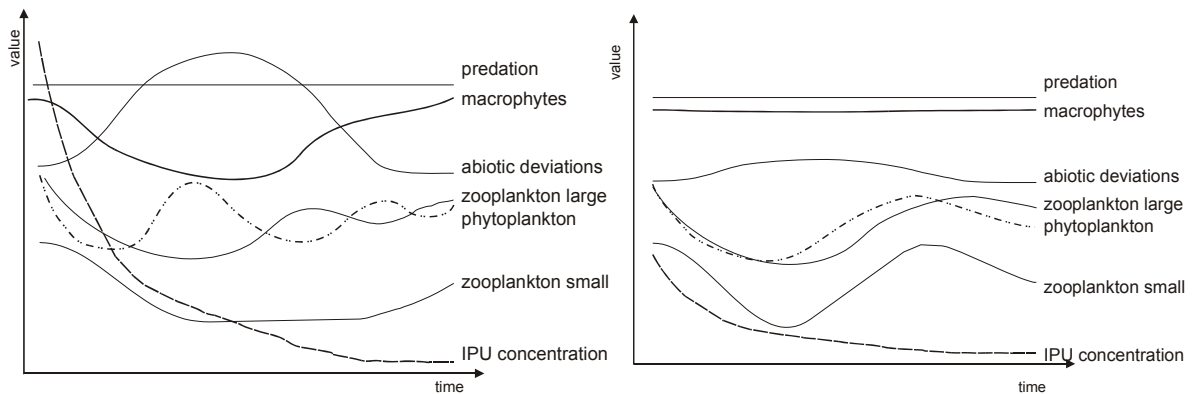 value
predation
macrophytes
abiotic deviations
zooplankton large
phytoplankton
zooplankton small
IPU concentration
time
value
predation
macrophytes
abiotic deviations
zooplankton large
phytoplankton
zooplankton small
IPU concentration
time